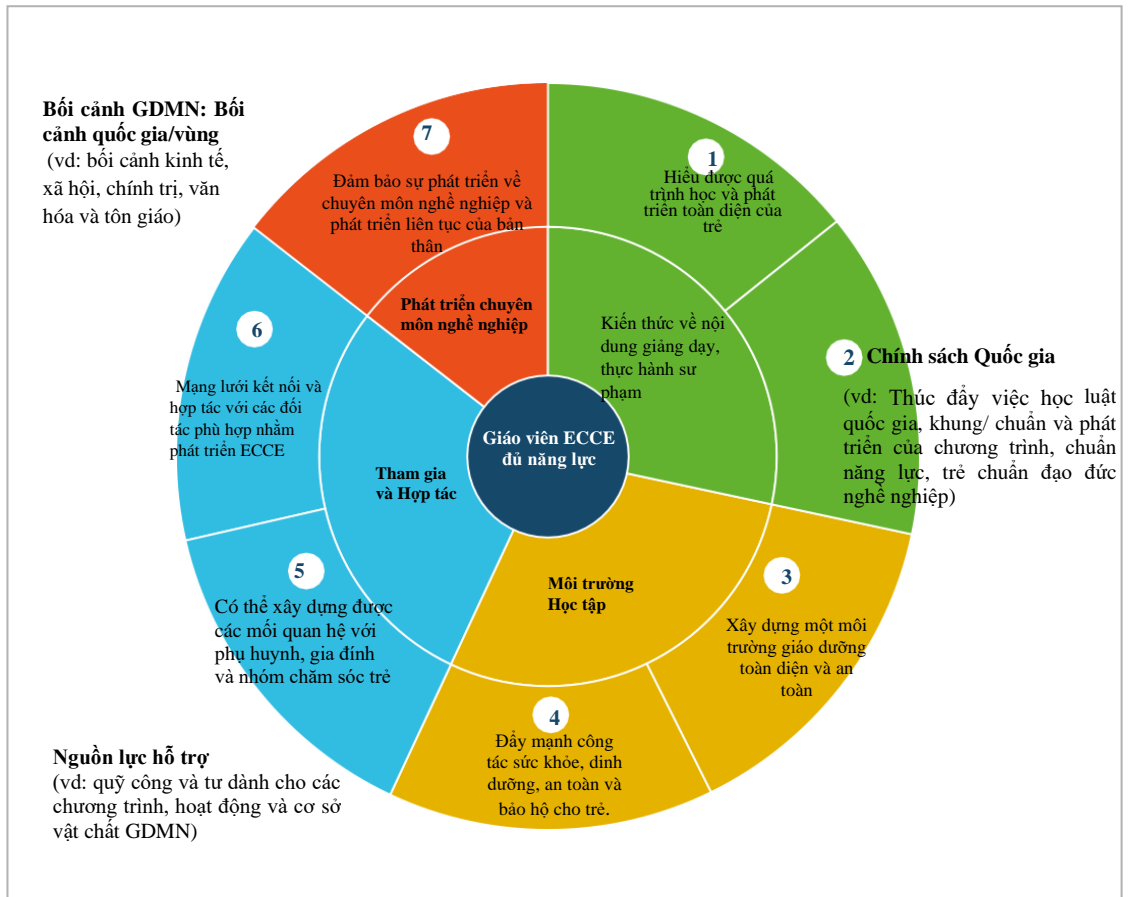 Bối cảnh GDMN: Bối
cảnh quốc gia/vùng
(vd: bối cảnh kinh tế,
xã hội, chính trị, văn
hóa và tôn giáo)
7
Đảm bảo sự phát triển về
chuyên môn nghề nghiệp và
phát triển liên tục của bản
thân
1
Hiểu được quá
trình học và phát
triển toàn diện của
trẻ
Phát triển chuyên
môn nghề nghiệp
Kiến thức về nội
dung giảng dạy,
thực hành sư
phạm
6
Mạng lưới kết nối và
hợp tác với các đối
tác phù hợp nhằm
phát triển ECCE
2 Chính sách Quốc gia
(vd: Thúc đẩy việc học luật
quốc gia, khung/ chuẩn và phát
triển của chương trình, chuẩn
năng lực, trẻ chuẩn đạo đức
nghề nghiệp)
Giáo viên ECCE
đủ năng lực
Tham gia
và Hợp tác
Môi trường
Học tập
3
Xây dựng một môi
trường giáo dưỡng
toàn diện và an
toàn
5
Có thể xây dựng được
các mối quan hệ với
phụ huynh, gia đính
và nhóm chăm sóc trẻ
4
Đẩy mạnh công
tác sức khỏe, dinh
dưỡng, an toàn và
bảo hộ cho trẻ.
Nguồn lực hỗ trợ
(vd: quỹ công và tư dành cho các
chương trình, hoạt động và cơ sở
vật chất GDMN)